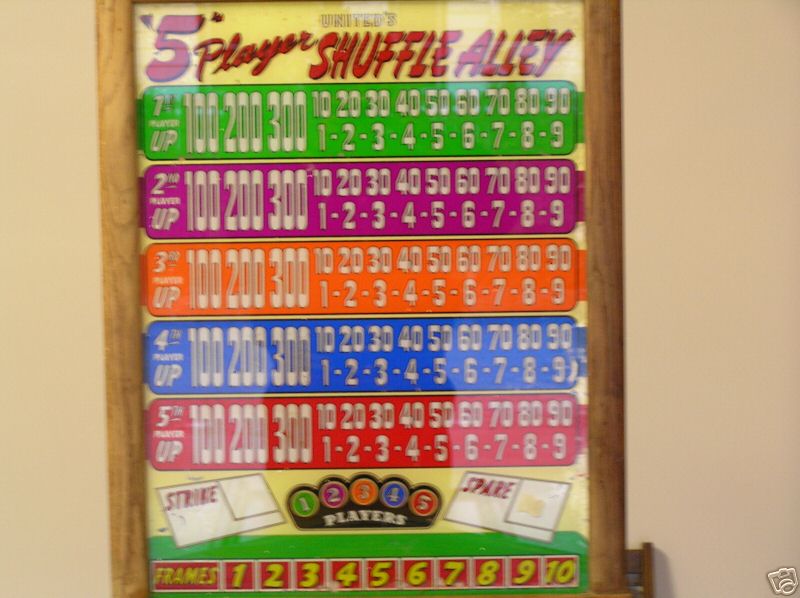 UNITED'S
"5" Player SHUFFLE ALLEY
1ST PLAYER UP 100 200 300 10 20 30 40 50 60 70 80 90
1-2-3-4-5-6-7-8-9
2ND PLAYER UP 100 200 300 10 20 30 40 50 60 70 80 90
1-2-3-4-5-6-7-8-9
3RD PLAYER UP 100 200 300 10 20 30 40 50 60 70 80 90
1-2-3-4-5-6-7-8-9
4TH PLAYER UP 100 200 300 10 20 30 40 50 60 70 80 90
1-2-3-4-5-6-7-8-9
5TH PLAYER UP 100 200 300 10 20 30 40 50 60 70 80 90
1-2-3-4-5-6-7-8-9
STRIKE 1 2 3 4 5 SPARE
PLAYERS
FRAMES 1 2 3 4 5 6 7 8 9 10